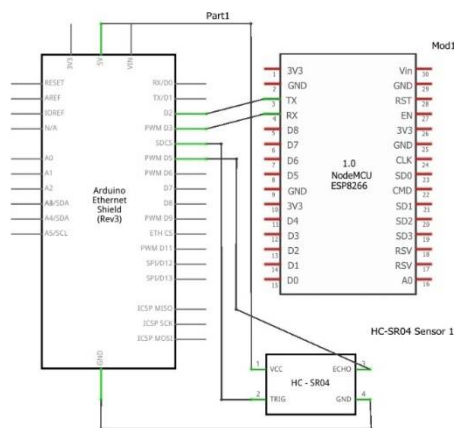 Part1
3V3
5V
VIN
RESET
AREF
IOREF
N/A
A0
A1
A2
A3
A4/SDA
A5/SCL
RX/D0
TX/D1
D2
PWM D3
SDCS
PWM D5
PWM D6
D7
D8
PWM D9
ETH CS
PWM D11
SPI/D12
SPI/D13
ICSP MISO
ICSP SCK
ICSP MOSI
GND
Arduino
Ethernet
Shield
(Rev3)
Mod1
1 3V3
2 GND
3 TX
4 RX
5 D8
6 D7
7 D6
8 D5
9 GND
10 3V3
11 D4
12 D3
13 D2
14 D1
15 D0
1.0
NodeMCU
ESP8266
Vin 30
GND 29
RST 28
EN 27
3V3 26
GND 25
CLK 24
SD0 23
CMD 22
SD1 21
SD2 20
SD3 19
RSV 18
RSV 17
A0 16
HC-SR04 Sensor 1
1 VCC
2 TRIG
ECHO 3
GND 4
HC - SR04